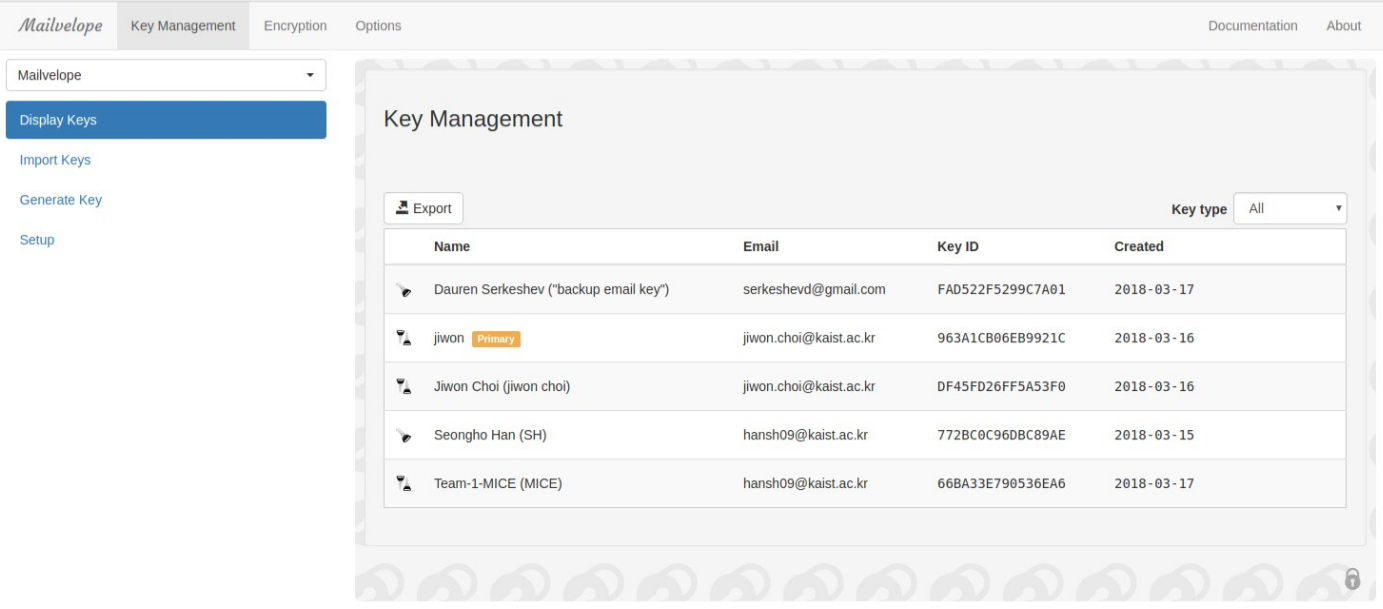 Mailvelope Key Management Encryption Options Documentation About
Mailvelope
Display Keys
Import Keys
Generate Key
Setup
Key Management
Export Key type All
Name Email Key ID Created
Dauren Serkeshev ("backup email key") serkeshevd@gmail.com FAD522F5299C7A01 2018-03-17
jiwon Primary jiwon.choi@kaist.ac.kr 963A1CB06EB9921C 2018-03-16
Jiwon Choi (jiwon choi) jiwon.choi@kaist.ac.kr DF45FD26FF5A53F0 2018-03-16
Seongho Han (SH) hansh09@kaist.ac.kr 772BC0C96DBC89AE 2018-03-15
Team-1-MICE (MICE) hansh09@kaist.ac.kr 66BA33E790536EA6 2018-03-17